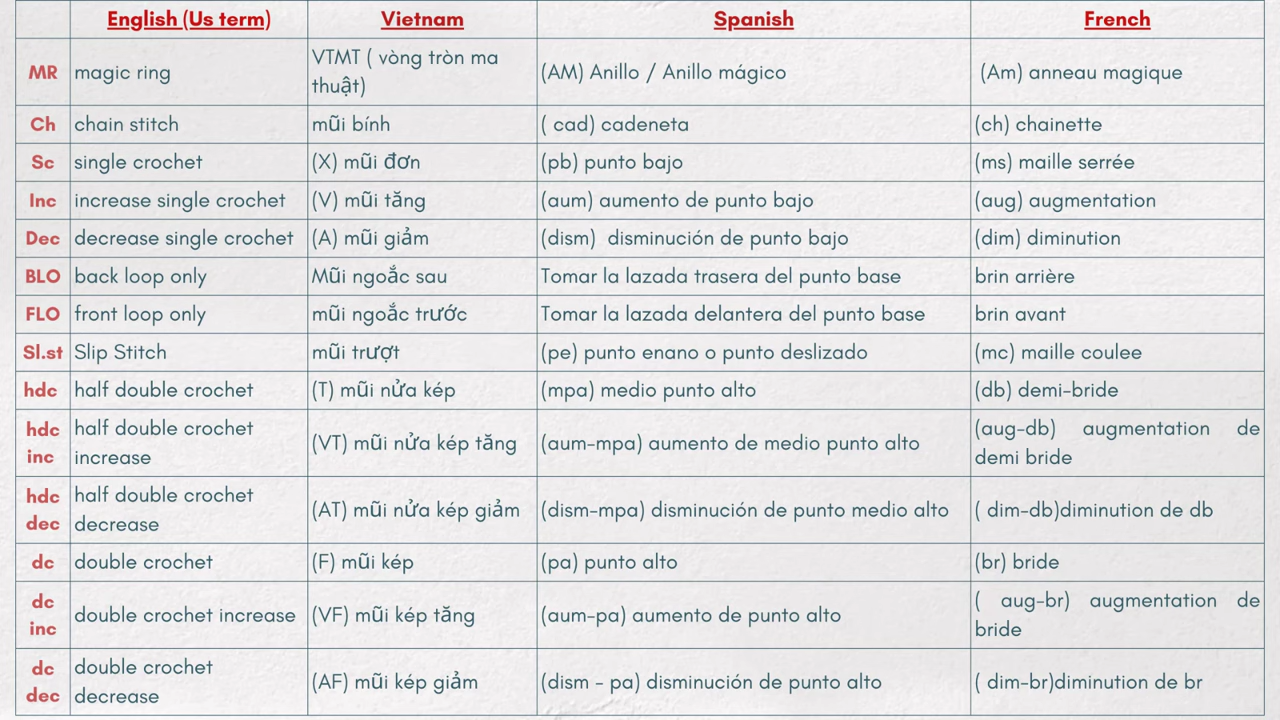 English (Us term) Vietnam Spanish French
MR magic ring VTMT ( vòng tròn ma thuật) (AM) Anillo / Anillo mágico (Am) anneau magique
Ch chain stitch mũi bính ( cad) cadeneta (ch) chainette
Sc single crochet (X) mũi đơn (pb) punto bajo (ms) maille serrée
Inc increase single crochet (V) mũi tăng (aum) aumento de punto bajo (aug) augmentation
Dec decrease single crochet (A) mũi giảm (dism) disminución de punto bajo (dim) diminution
BLO back loop only Mũi ngoắc sau Tomar la lazada trasera del punto base brin arrière
FLO front loop only mũi ngoắc trước Tomar la lazada delantera del punto base brin avant
Sl.st Slip Stitch mũi trượt (pe) punto enano o punto deslizado (mc) maille coulee
hdc half double crochet (T) mũi nửa kép (mpa) medio punto alto (db) demi-bride
hdc inc half double crochet increase (VT) mũi nửa kép tăng (aum-mpa) aumento de medio punto alto (aug-db) augmentation de demi bride
hdc dec half double crochet decrease (AT) mũi nửa kép giảm (dism-mpa) disminución de punto medio alto ( dim-db)diminution de db
dc double crochet (F) mũi kép (pa) punto alto (br) bride
dc inc double crochet increase (VF) mũi kép tăng (aum-pa) aumento de punto alto ( aug-br) augmentation de bride
dc dec double crochet decrease (AF) mũi kép giảm (dism - pa) disminución de punto alto ( dim-br)diminution de br